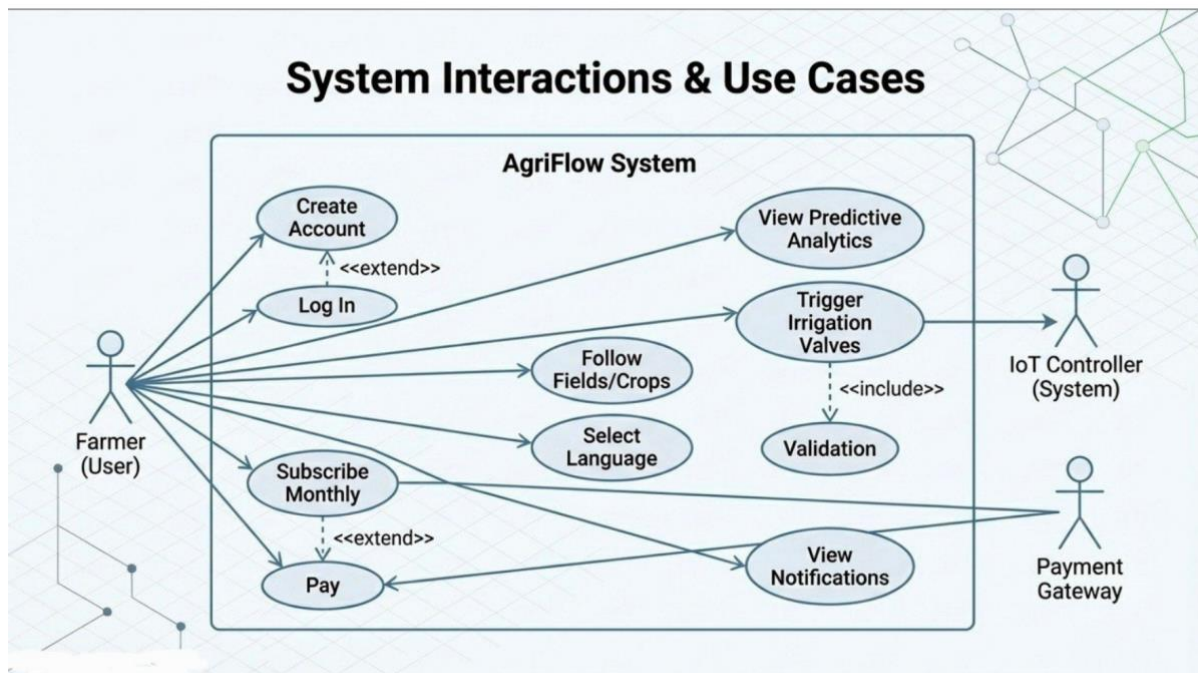 System Interactions & Use Cases
AgriFlow System
Create
Account
<<extend>>
Log In
View Predictive
Analytics
Trigger
Irrigation
Valves
<<include>>
Validation
Follow
Fields/Crops
Select
Language
Farmer
(User)
Subscribe
Monthly
<<extend>>
Pay
View
Notifications
IoT Controller
(System)
Payment
Gateway